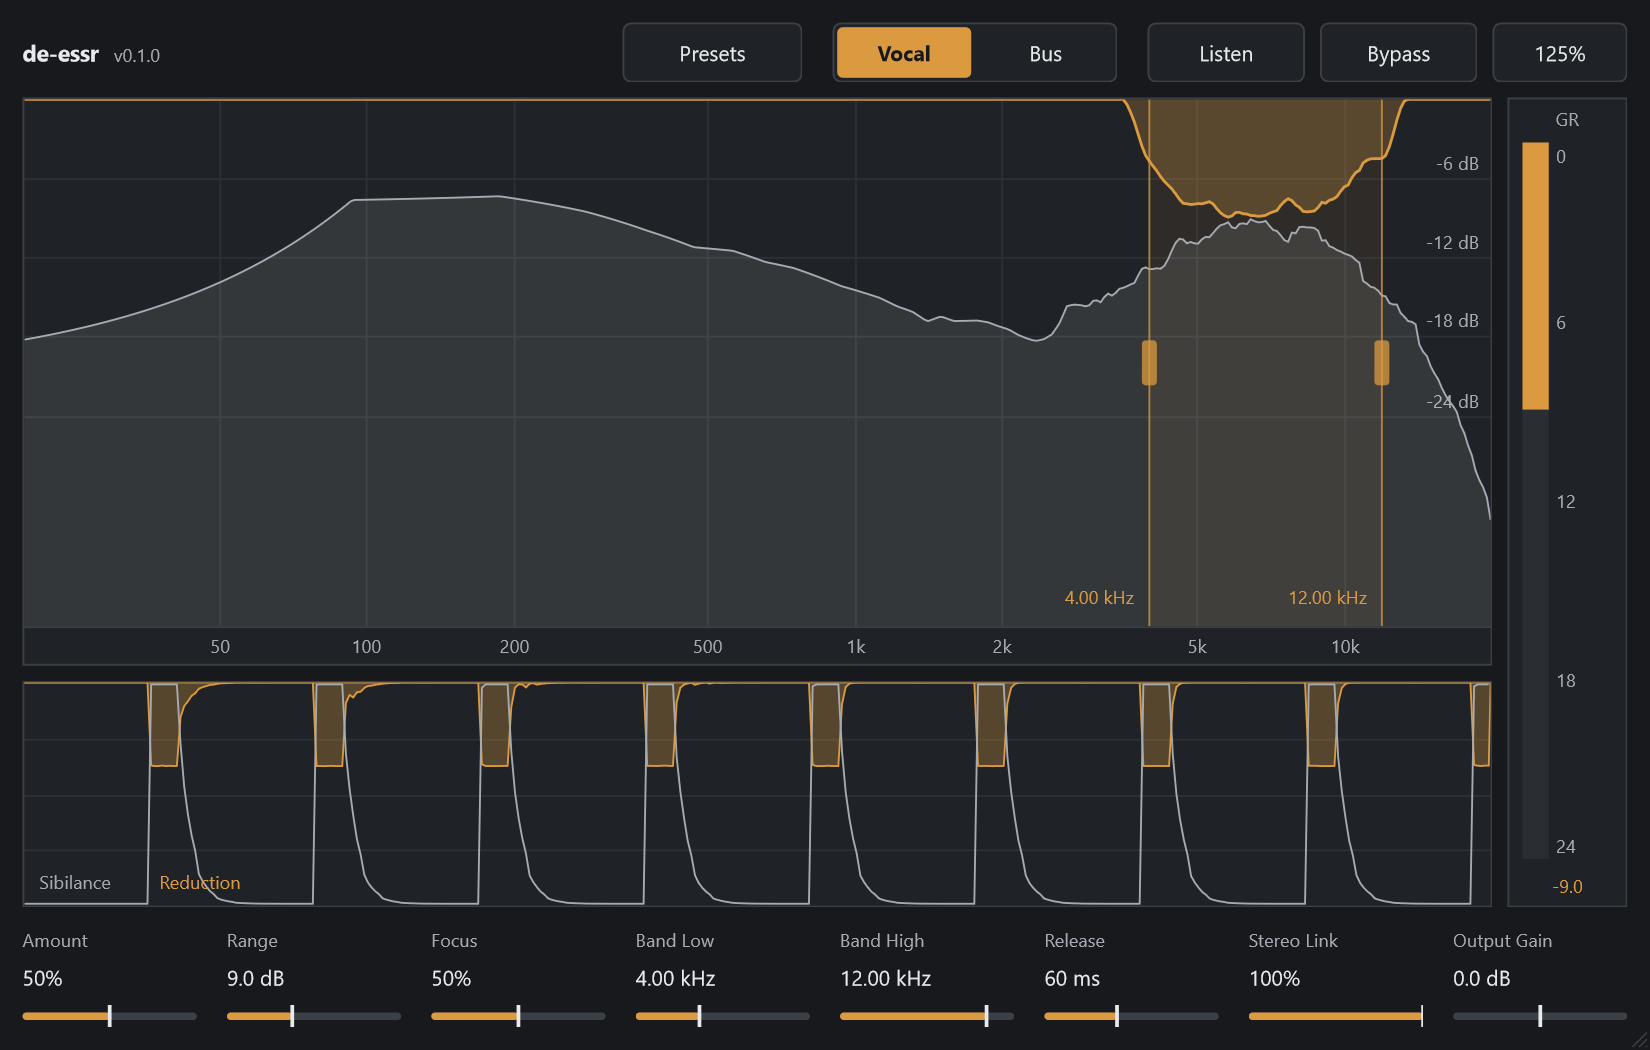 de-essr v0.1.0
Presets
Vocal
Bus
Listen
Bypass
125%
-6 dB
-12 dB
-18 dB
-24 dB
4.00 kHz
12.00 kHz
50
100
200
500
1k
2k
5k
10k
GR
0
6
12
18
24
-9.0
Sibilance
Reduction
Amount
50%
Range
9.0 dB
Focus
50%
Band Low
4.00 kHz
Band High
12.00 kHz
Release
60 ms
Stereo Link
100%
Output Gain
0.0 dB